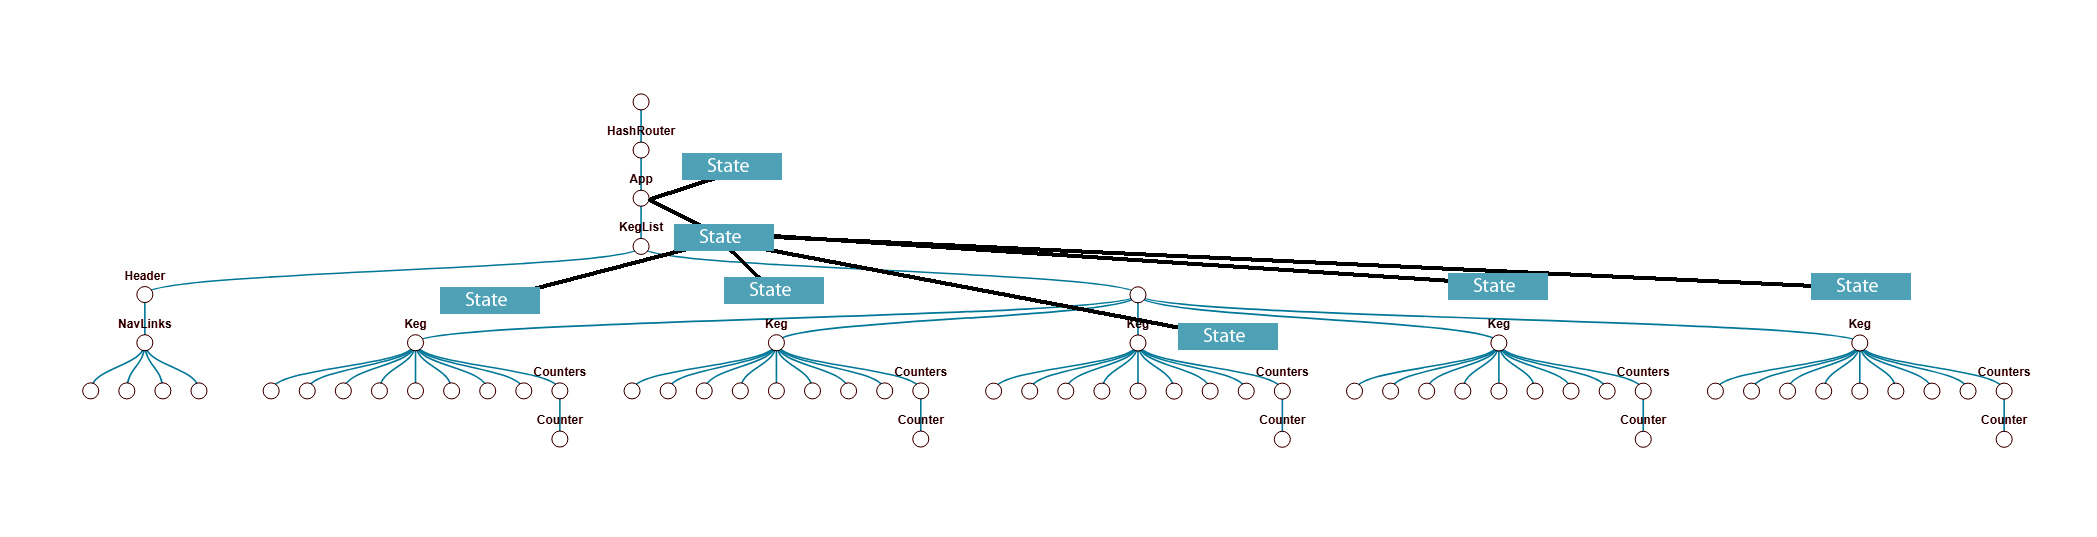 HashRouter
State
App
KegList
State
Header
State
State
State
State
NavLinks
Keg
Keg
Keg
State
Keg
Keg
Counters
Counters
Counters
Counters
Counters
Counter
Counter
Counter
Counter
Counter